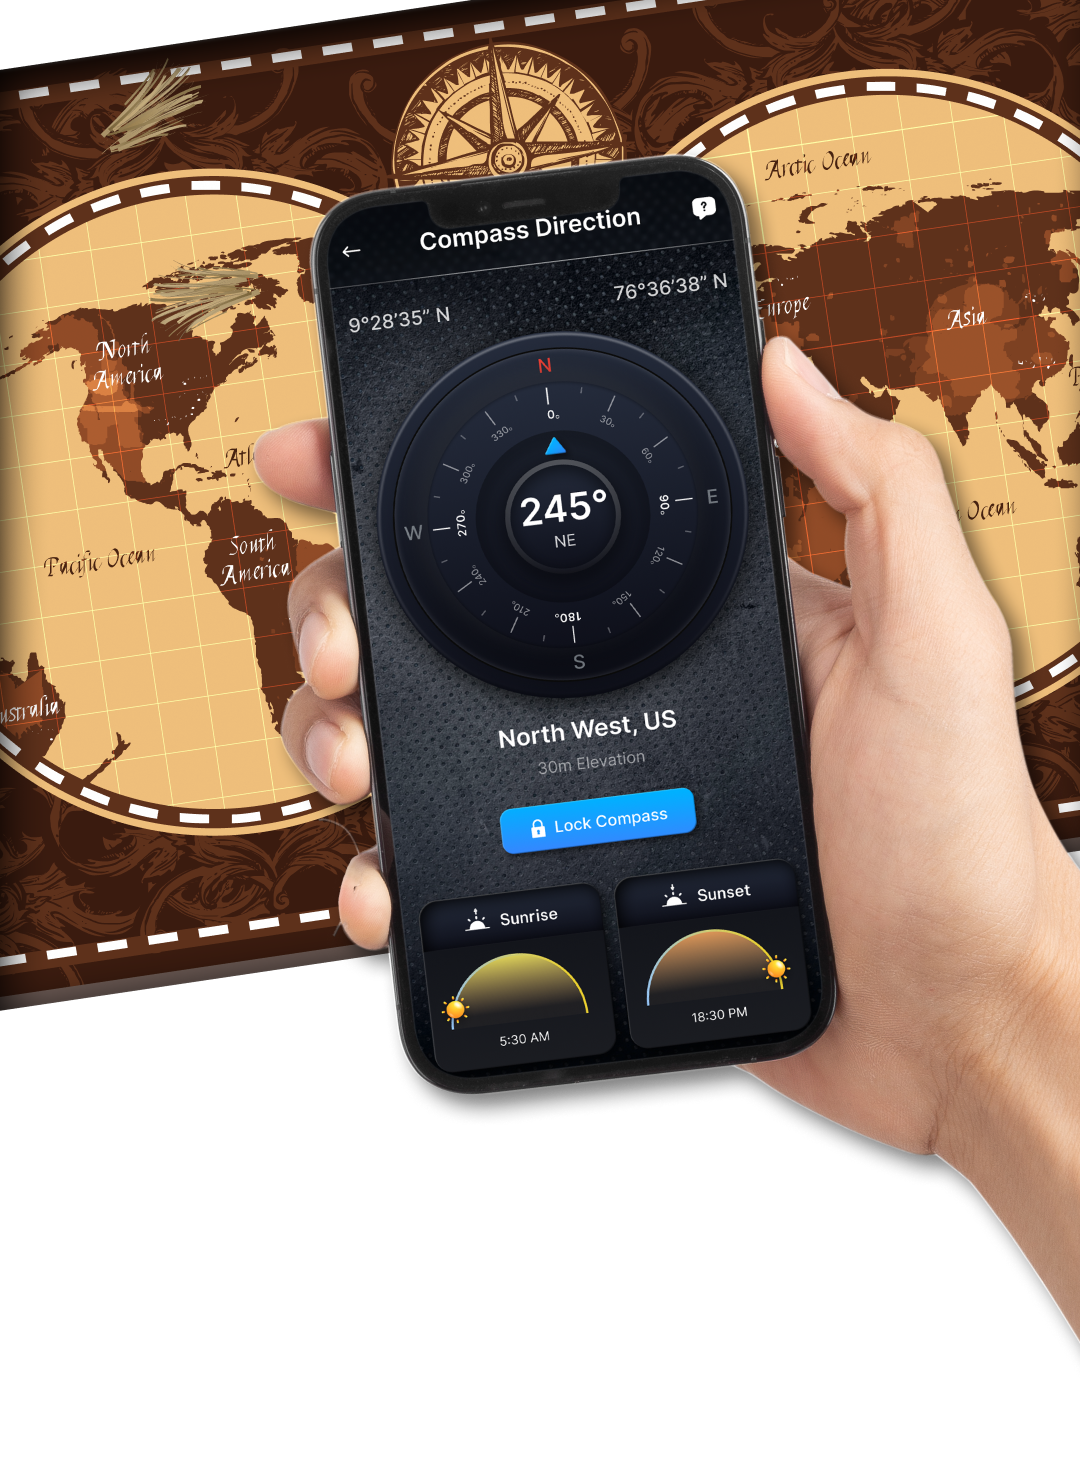 Arctic Ocean
Compass Direction
?
9°28'35” N
76°36'38” N
Europe
Asia
North
America
N
0°
30°
60°
90°
120°
150°
180°
210°
240°
270°
300°
330°
E
S
W
245°
NE
Atl
Ocean
Pacific Ocean
South
America
ustralia
North West, US
30m Elevation
Lock Compass
Sunrise
Sunset
5:30 AM
18:30 PM